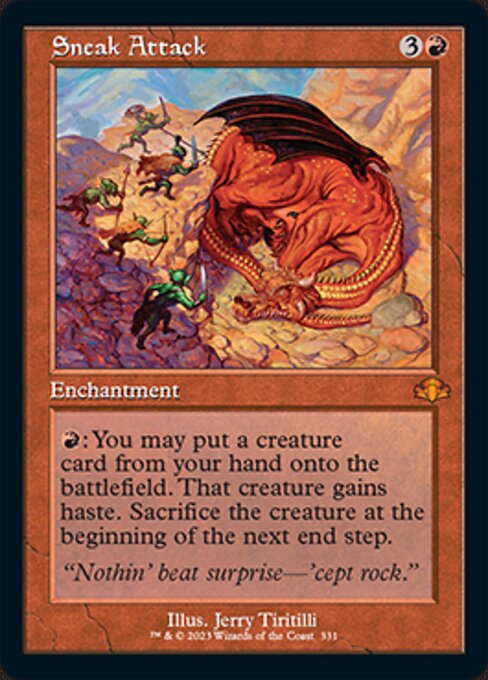 Sneak Attack 3
Enchantment
: You may put a creature
card from your hand onto the
battlefield. That creature gains
haste. Sacrifice the creature at the
beginning of the next end step.
“Nothin’ beat surprise—’cept rock.”
Illus. Jerry Tiritilli
™ & © 2023 Wizards of the Coast 331